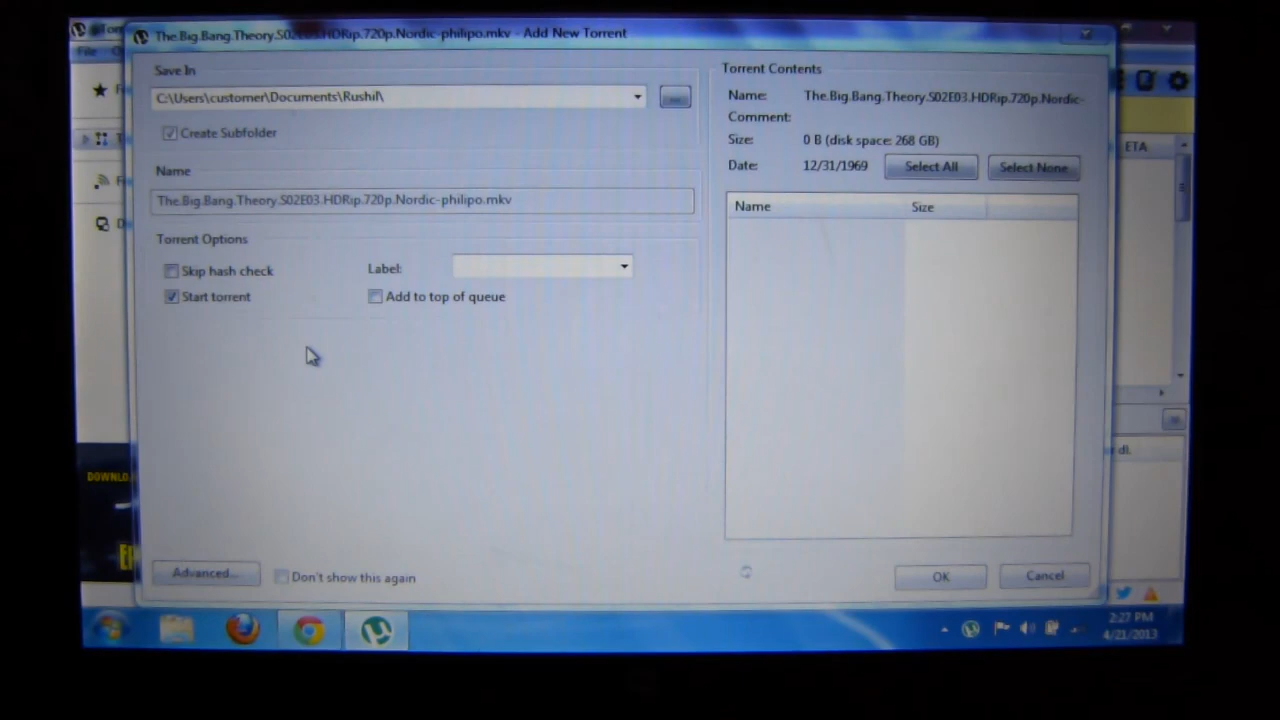 The.Big.Bang.Theory.S02E03.HDRip.720p.Nordic-philipo.mkv - Add New Torrent
File
Save In
C:\Users\customer\Documents\Rushil\
...
Create Subfolder
Name
The.Big.Bang.Theory.S02E03.HDRip.720p.Nordic-philipo.mkv
Torrent Options
Skip hash check
Label:
Start torrent
Add to top of queue
Advanced...
Don't show this again
Torrent Contents
Name: The.Big.Bang.Theory.S02E03.HDRip.720p.Nordic-
Comment:
Size: 0 B (disk space: 268 GB)
Date: 12/31/1969 Select All Select None
Name Size
OK Cancel
ETA
dl.
2:27 PM
4/21/2013